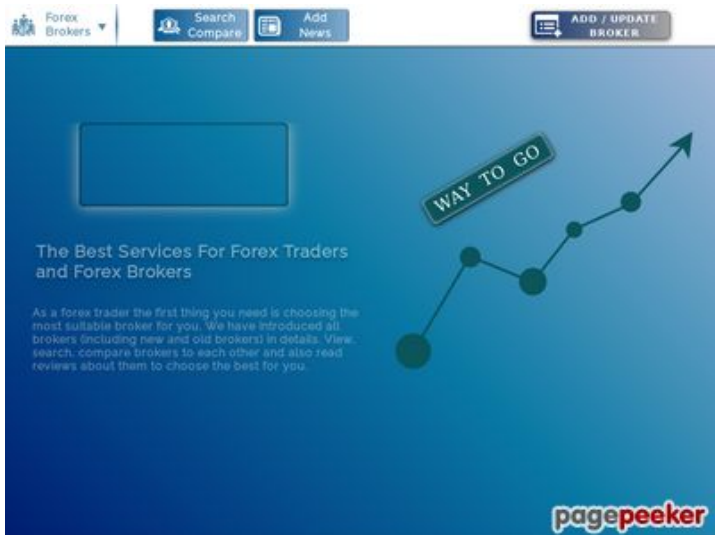 Forex
Brokers
Search
Compare
Add
News
ADD / UPDATE
BROKER
WAY TO GO
The Best Services For Forex Traders
and Forex Brokers
As a forex trader the first thing you need is choosing the
most suitable broker for you. We have introduced all
brokers (including new and old brokers) in details. View,
search, compare brokers to each other and also read
reviews about them to choose the best for you.
pagepeeker